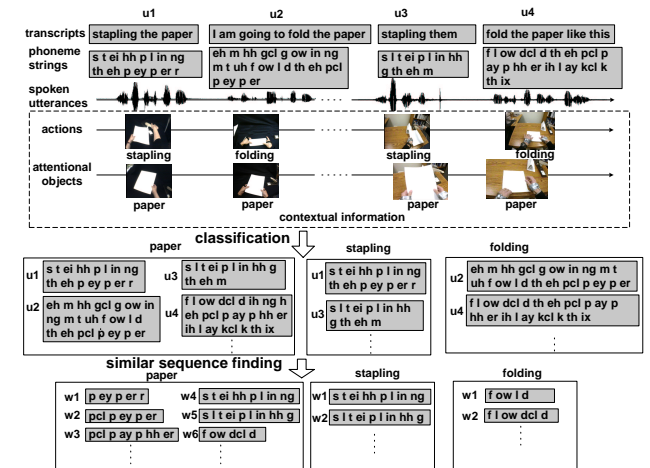 u1 u2 u3 u4
transcripts stapling the paper I am going to fold the paper stapling them fold the paper like this
phoneme strings
s t ei hh p l in ng
th eh p ey p er r
eh m hh gcl g ow in ng
m t uh f ow l d th eh pcl
p ey p er
s l t ei p l in hh
g th eh m
f l ow dcl d th eh pcl p
ay p hh er ih l ay kcl k
th ix
spoken
utterances
actions
stapling folding stapling folding
attentional
objects
paper paper paper paper
contextual information
classification
paper stapling folding
u1 s t ei hh p l in ng
th eh p ey p er r
u2 eh m hh gcl g ow in
ng m t uh f ow l d
th eh pcl p ey p er
u3 s l t ei p l in hh g
th eh m
u4 f l ow dcl d ih ng h
eh pcl p ay p hh er
ih l ay kcl k th ix
u1 s t ei hh p l in ng
th eh p ey p er r
u3 s l t ei p l in hh
g th eh m
u2 eh m hh gcl g ow in ng m t
uh f ow l d th eh pcl p ey p er
u4 f l ow dcl d th eh pcl p ay p
hh er ih l ay kcl k th ix
similar sequence finding
paper stapling folding
w1 p ey p er r
w2 pcl p ey p er
w3 pcl p ay p hh er
w4 s t ei hh p l in ng
w5 s l t ei p l in hh g
w6 f ow dcl d
w1 s t ei hh p l in ng
w2 s l t ei p l in hh g
w1 f ow l d
w2 f l ow dcl d